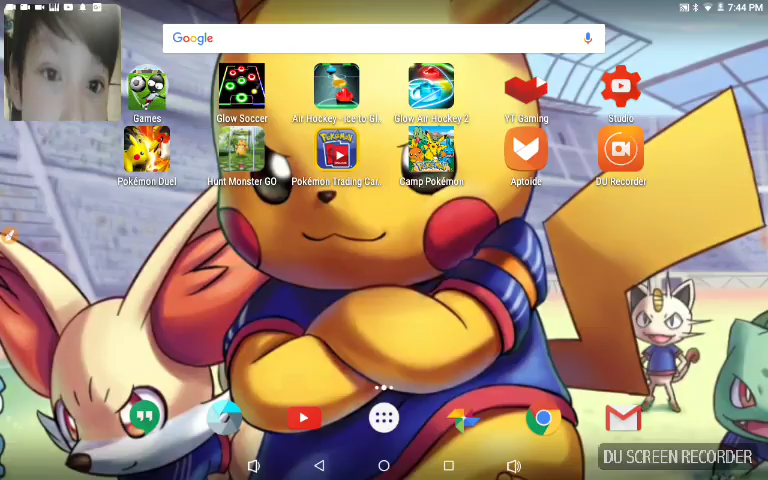 7:44 PM
Google
Games
Glow Soccer
Air Hockey - Ice to Gl..
Glow Air Hockey 2
YT Gaming
Studio
Pokémon Duel
Hunt Monster GO
Pokémon Trading Car..
Camp Pokémon
Aptoide
DU Recorder
DU SCREEN RECORDER